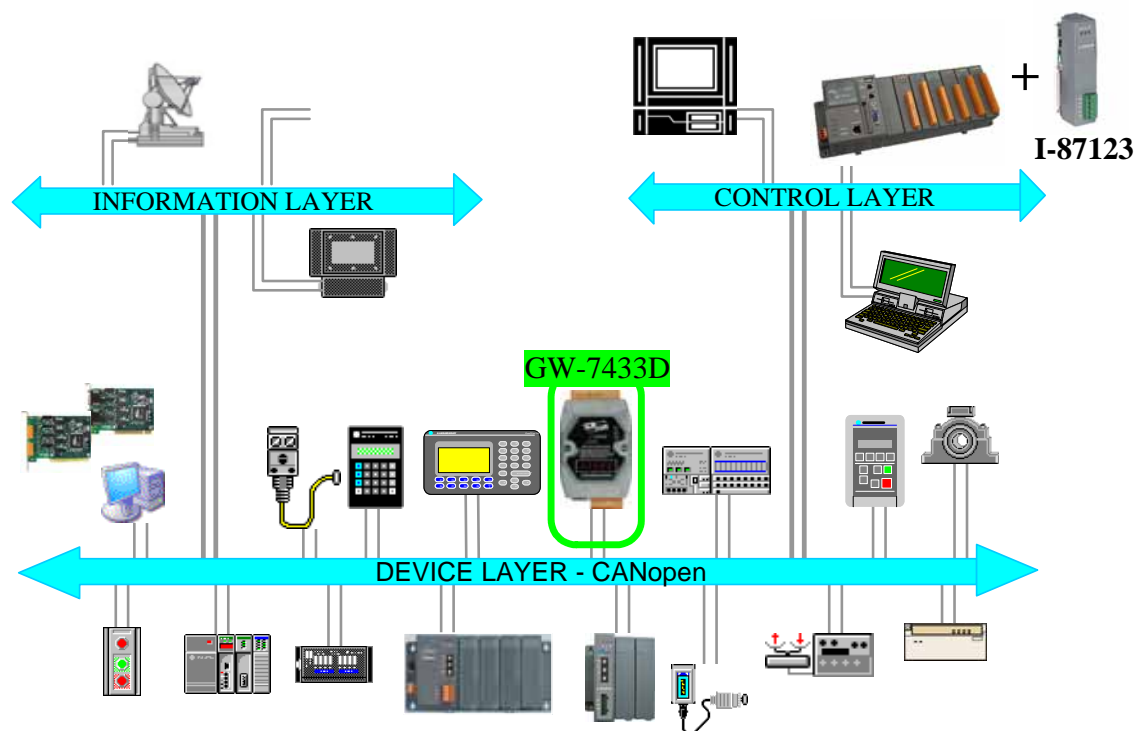 +
I-87123
INFORMATION LAYER
CONTROL LAYER
GW-7433D
DEVICE LAYER - CANopen